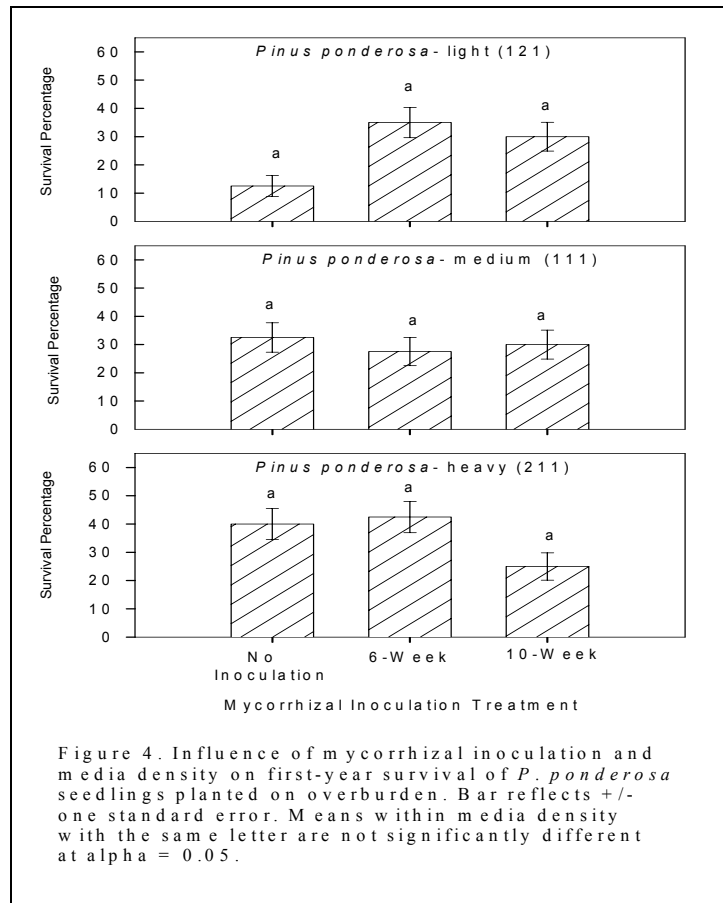 Pinus ponderosa- light (121)
Survival Percentage
60
50
40
30
20
10
0
a
a
a
Pinus ponderosa- medium (111)
Survival Percentage
60
50
40
30
20
10
0
a
a
a
Pinus ponderosa- heavy (211)
Survival Percentage
60
50
40
30
20
10
0
a
a
a
No
Inoculation
6-Week
10-Week
Mycorrhizal Inoculation Treatment
Figure 4. Influence of mycorrhizal inoculation and
media density on first-year survival of P. ponderosa
seedlings planted on overburden. Bar reflects +/-
one standard error. Means within media density
with the same letter are not significantly different
at alpha = 0.05.